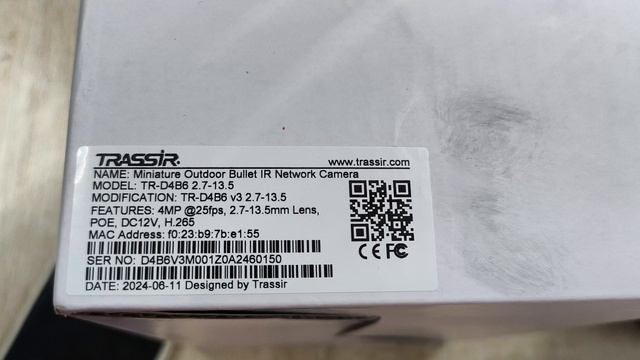 TRASSIR www.trassir.com
NAME: Miniature Outdoor Bullet IR Network Camera
MODEL: TR-D4B6 2.7-13.5
MODIFICATION: TR-D4B6 v3 2.7-13.5
FEATURES: 4MP @25fps, 2.7-13.5mm Lens,
POE, DC12V, H.265
MAC Address: f0:23:b9:7b:e1:55
SER NO: D4B6V3M001Z0A2460150
DATE: 2024-06-11 Designed by Trassir
CE FC